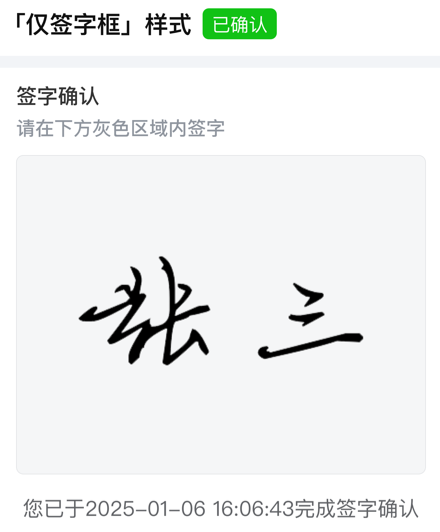 「仅签字框」样式 已确认
签字确认
请在下方灰色区域内签字
张三
您已于2025-01-06 16:06:43完成签字确认